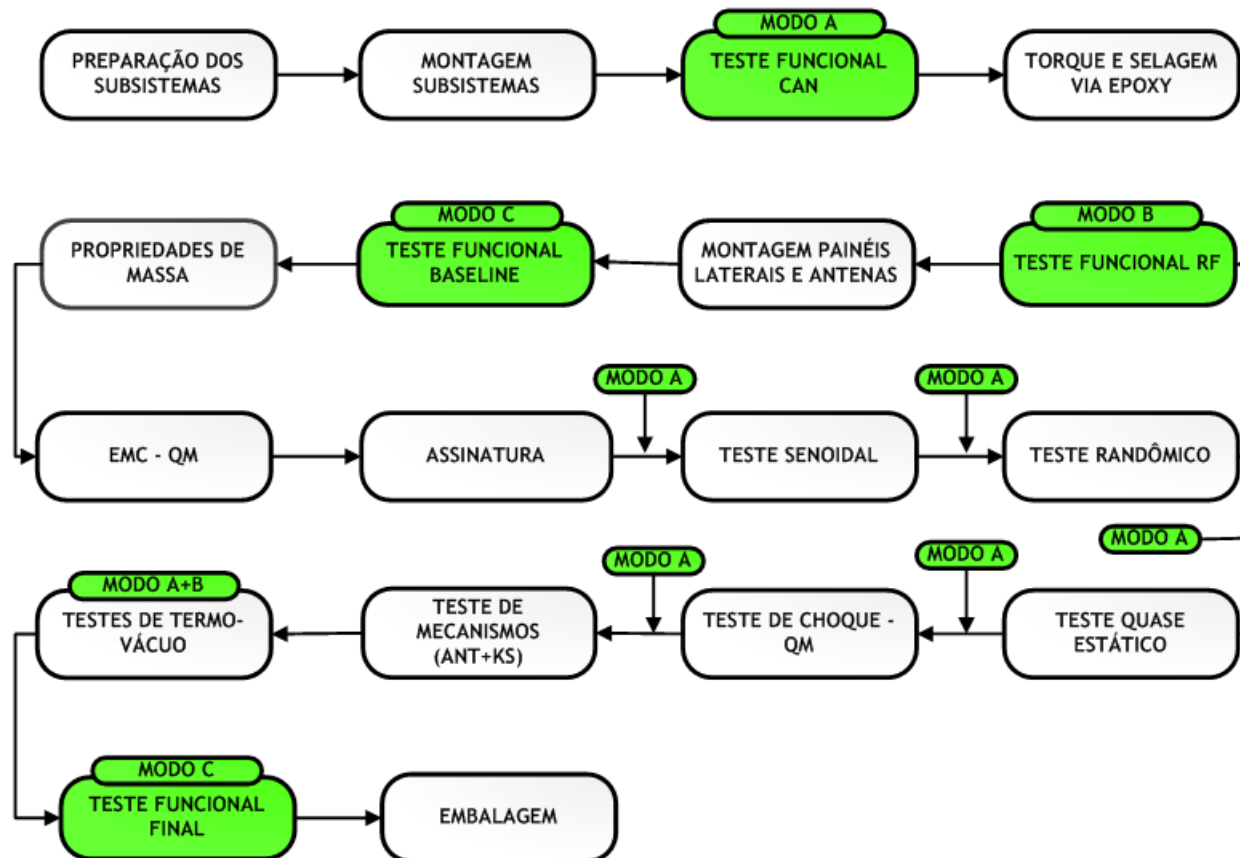 PREPARAÇÃO DOS
SUBSISTEMAS
MONTAGEM
SUBSISTEMAS
MODO A
TESTE FUNCIONAL
CAN
TORQUE E SELAGEM
VIA EPOXY
PROPRIEDADES DE
MASSA
MODO C
TESTE FUNCIONAL
BASELINE
MONTAGEM PAINÉIS
LATERAIS E ANTENAS
MODO B
TESTE FUNCIONAL RF
EMC - QM
ASSINATURA
MODO A
TESTE SENOIDAL
MODO A
TESTE RANDÔMICO
MODO A
MODO A+B
TESTES DE TERMO-
VÁCUO
TESTE DE
MECANISMOS
(ANT+KS)
MODO A
TESTE DE CHOQUE -
QM
MODO A
TESTE QUASE
ESTÁTICO
MODO C
TESTE FUNCIONAL
FINAL
EMBALAGEM